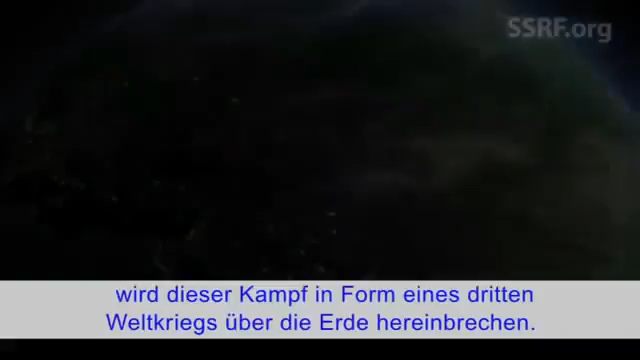 SSRF.org
wird dieser Kampf in Form eines dritten
Weltkriegs über die Erde hereinbrechen.